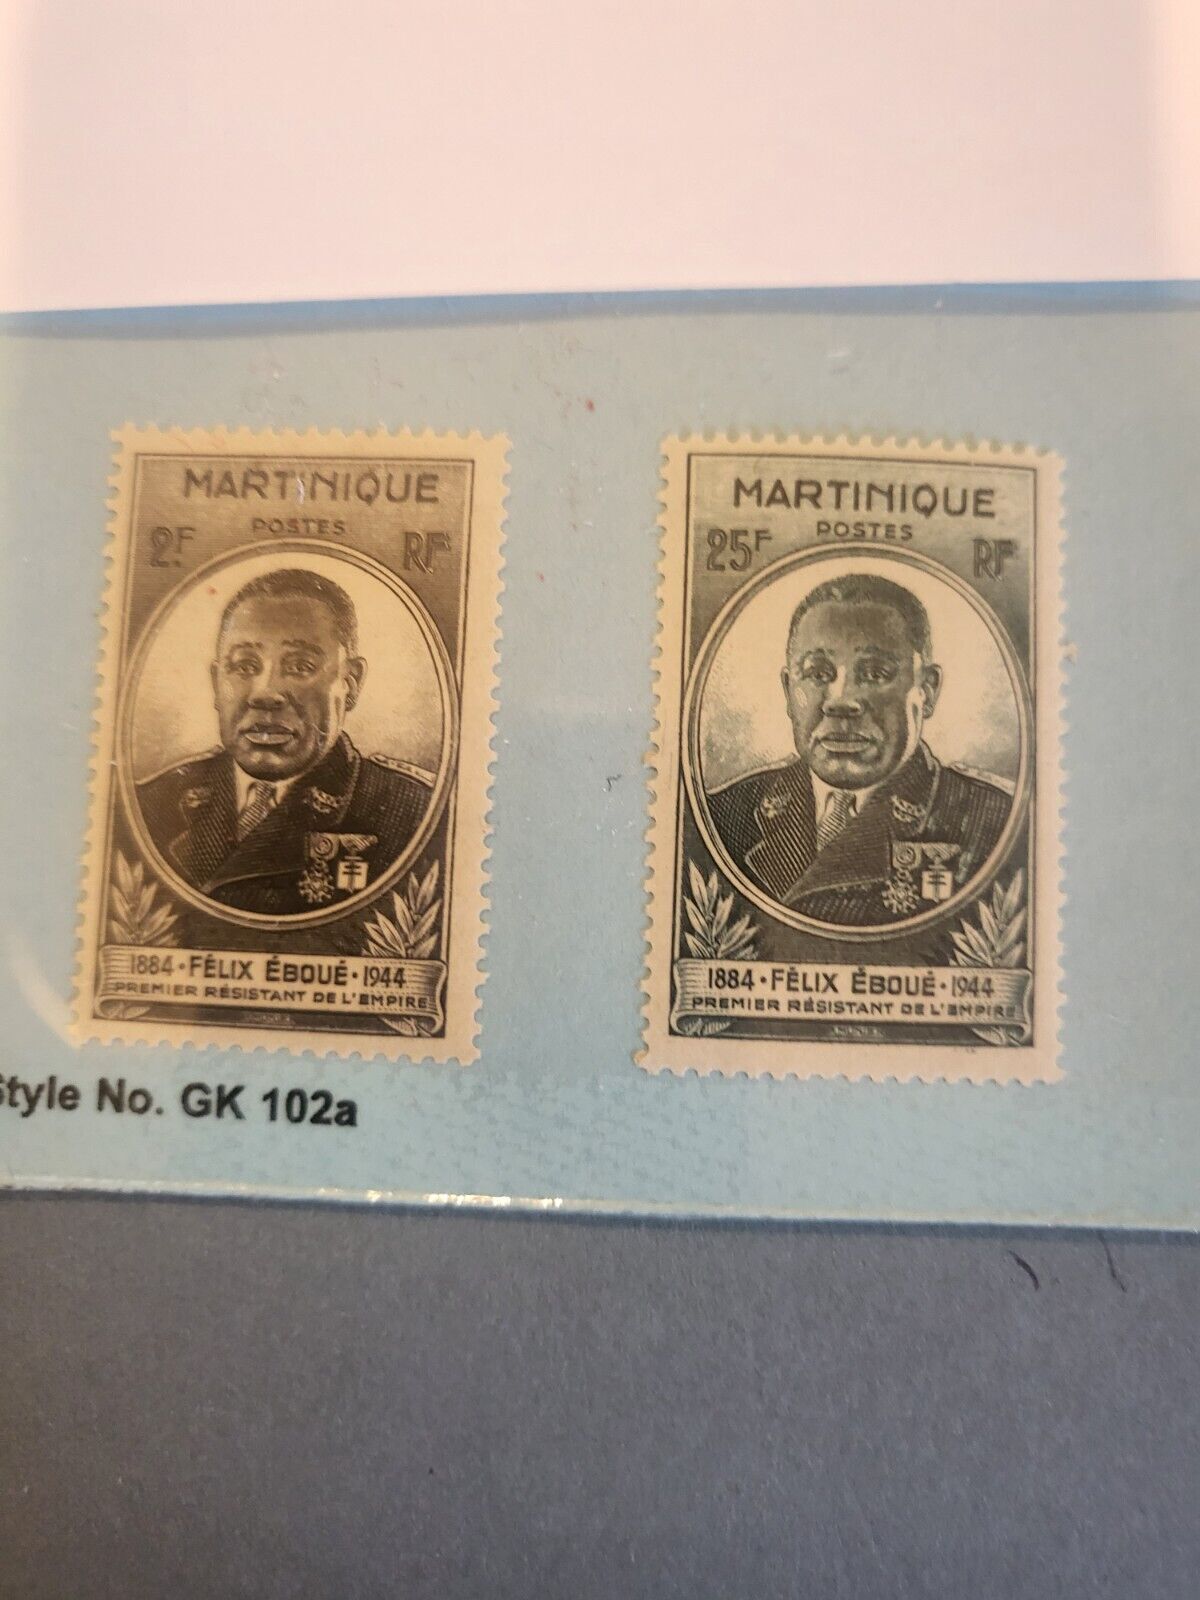 MARTINIQUE
POSTES
2F RF
1884 · FÉLIX ÉBOUÉ · 1944
PREMIER RÉSISTANT DE L'EMPIRE
MARTINIQUE
POSTES
25F RF
1884 · FÉLIX ÉBOUÉ · 1944
PREMIER RÉSISTANT DE L'EMPIRE
Style No. GK 102a